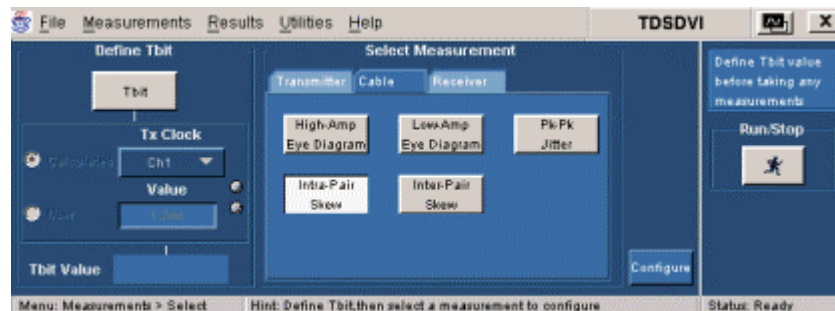 File Measurements Results Utilities Help TDSDVI X
Define Tbit
Tbit
Tx Clock
Calculated Ch1
Value
User
Tbit Value
Select Measurement
Transmitter Cable Receiver
High-Amp Eye Diagram
Low-Amp Eye Diagram
Pk-Pk Jitter
Intra-Pair Skew
Inter-Pair Skew
Configure
Define Tbit value
before taking any
measurements
Run/Stop
Menu: Measurements > Select
Hint: Define Tbit,then select a measurement to configure
Status: Ready